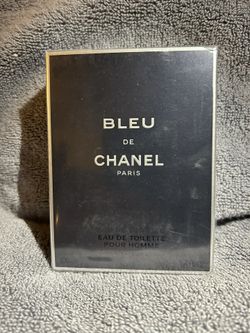 BLEU
DE
CHANEL
PARIS
EAU DE TOILETTE
POUR HOMME